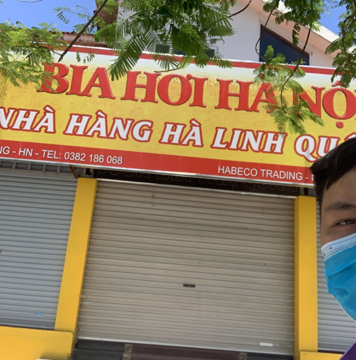 BIA HƠI HÀ NỘ
NHÀ HÀNG HÀ LINH QU
NG - HN - TEL: 0382 186 068
HABECO TRADING -